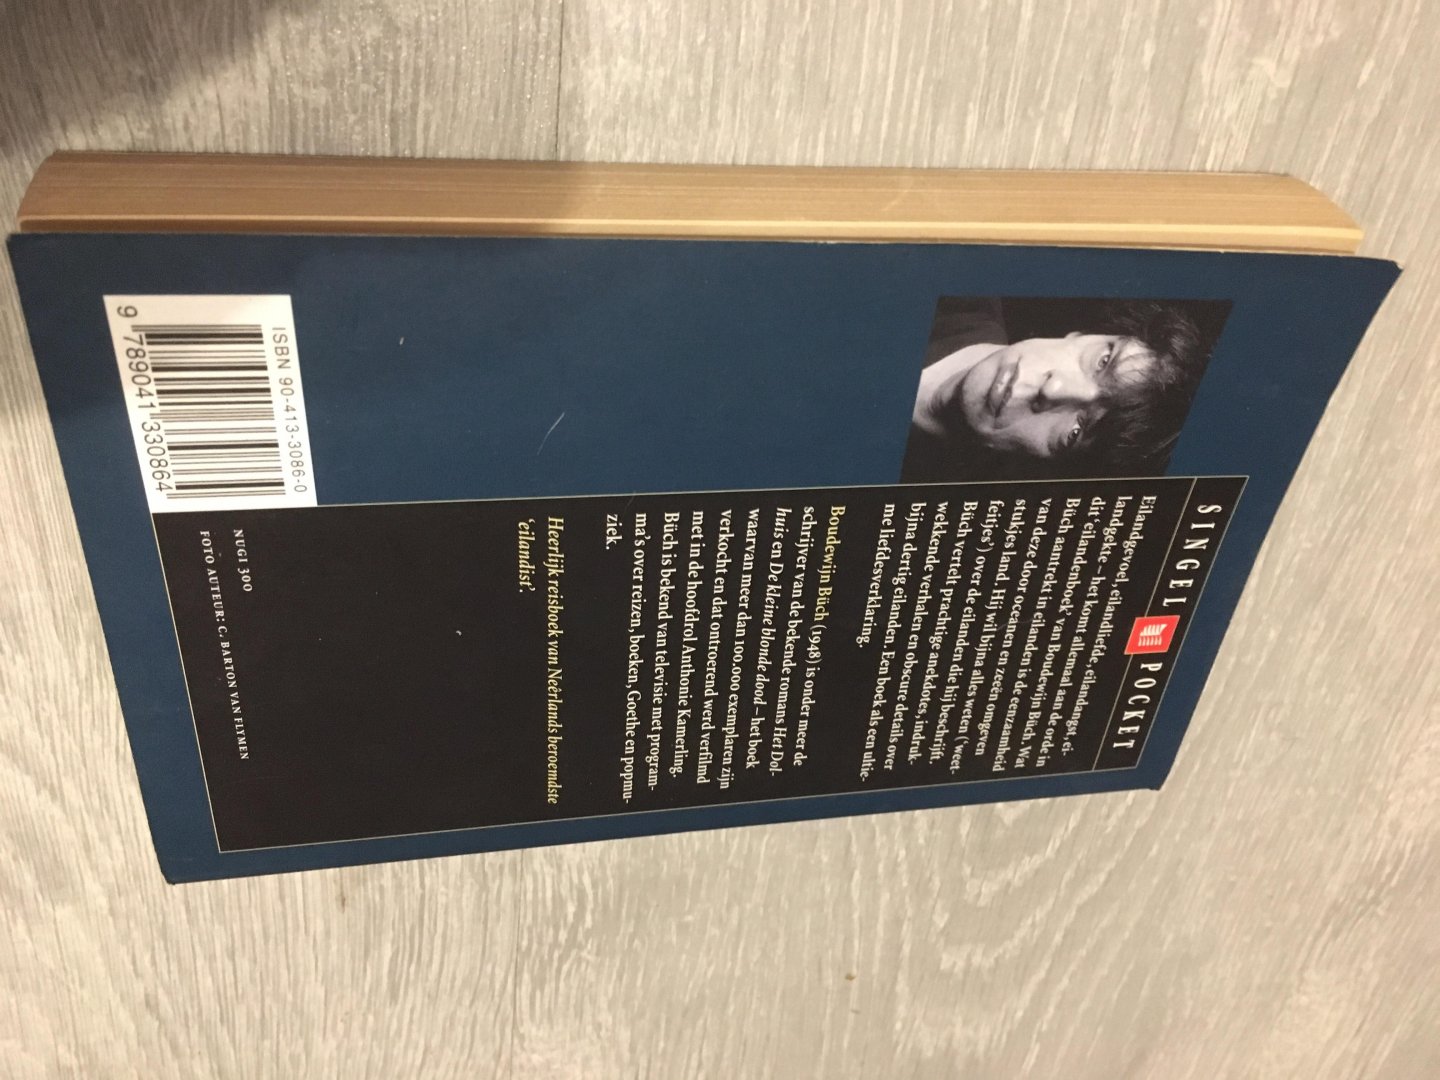 SINGEL POCKET
Eilandgevoel, eilandliefde, eilandangst, ei-
landgekte – het komt allemaal aan de orde in
dit ‘eilandenboek’ van Boudewijn Büch. Wat
Büch aantrekt in eilanden is de eenzaamheid
van deze door oceanen en zeeën omgeven
stukjes land. Hij wil bijna alles weten (‘weet-
feitjes’) over de eilanden die hij beschrijft.
Büch vertelt prachtige anekdotes, indruk-
wekkende verhalen en obscure details over
bijna dertig eilanden. Een boek als een ultie-
me liefdesverklaring.
Boudewijn Büch (1948) is onder meer de
schrijver van de bekende romans Het Dol-
huis en De kleine blonde dood – het boek
waarvan meer dan 100.000 exemplaren zijn
verkocht en dat ontroerend werd verfilmd
met in de hoofdrol Anthonie Kamerling.
Büch is bekend van televisie met program-
ma's over reizen, boeken, Goethe en popmu-
ziek.
Heerlijk reisboek van Neêrlands beroemdste
‘eilandist’.
NUGI 300
FOTO AUTEUR: C. BARTON VAN FLYMEN
ISBN 90-413-3086-0
9 789041 330864